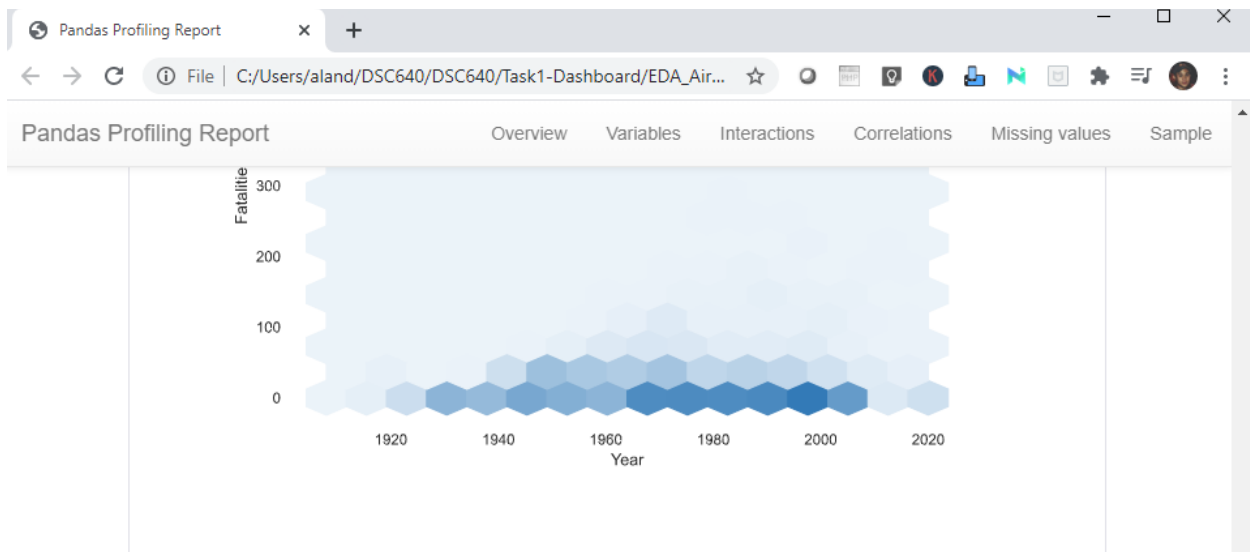 Pandas Profiling Report
File | C:/Users/aland/DSC640/DSC640/Task1-Dashboard/EDA_Air...
Pandas Profiling Report Overview Variables Interactions Correlations Missing values Sample
Fatalitie
300
200
100
0
1920 1940 1960 1980 2000 2020
Year